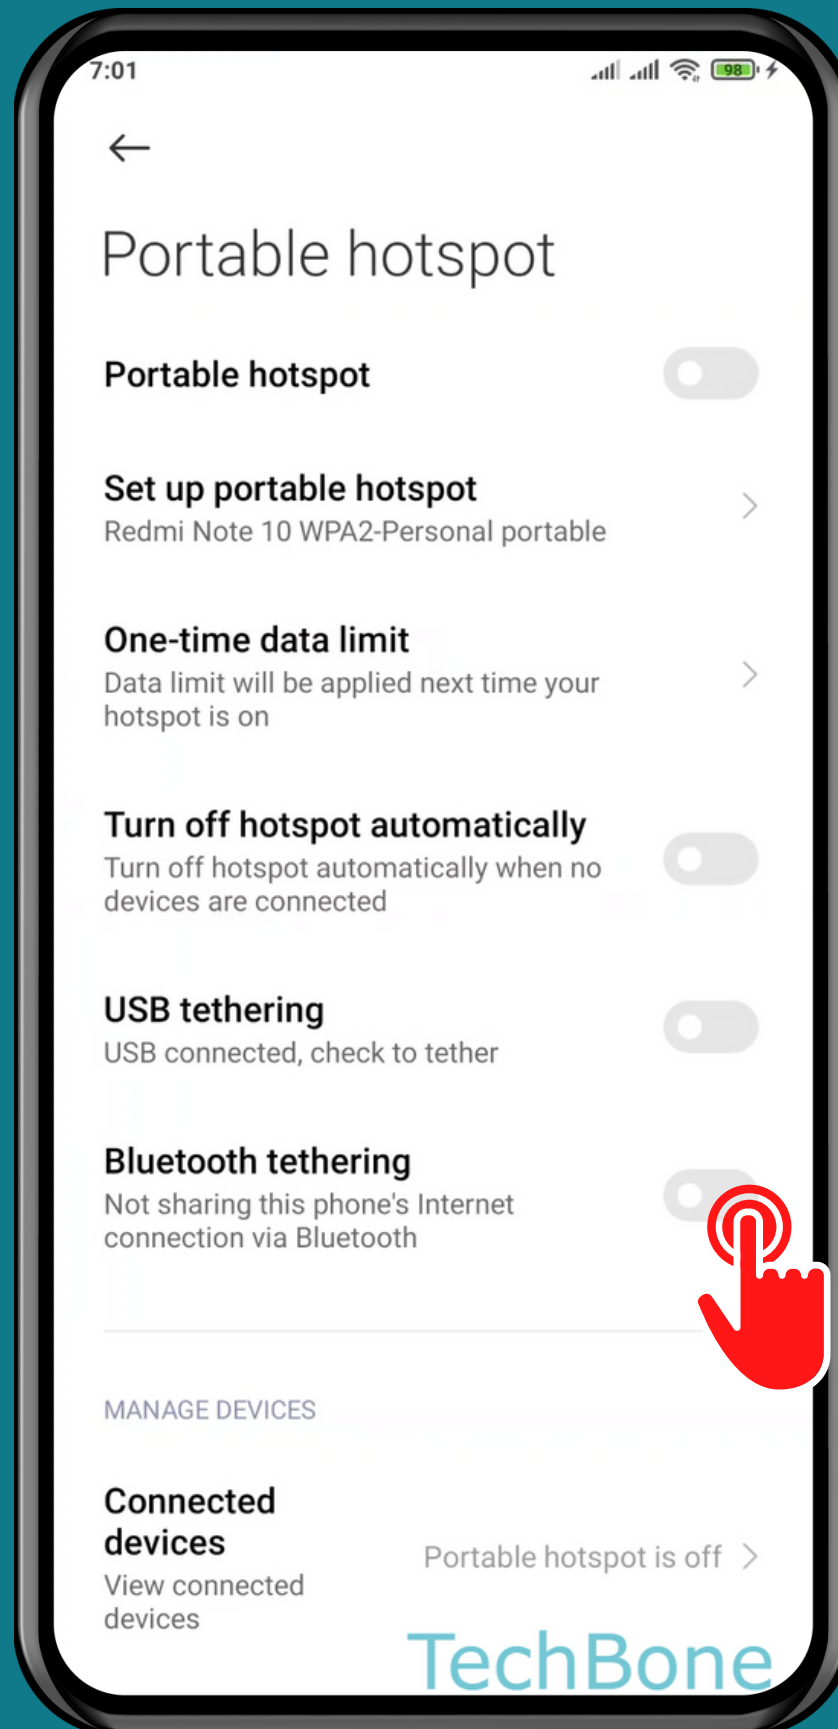 7:01
98
Portable hotspot
Portable hotspot
Set up portable hotspot
Redmi Note 10 WPA2-Personal portable
One-time data limit
Data limit will be applied next time your
hotspot is on
Turn off hotspot automatically
Turn off hotspot automatically when no
devices are connected
USB tethering
USB connected, check to tether
Bluetooth tethering
Not sharing this phone's Internet
connection via Bluetooth
MANAGE DEVICES
Connected
devices
Portable hotspot is off
View connected
devices
TechBone